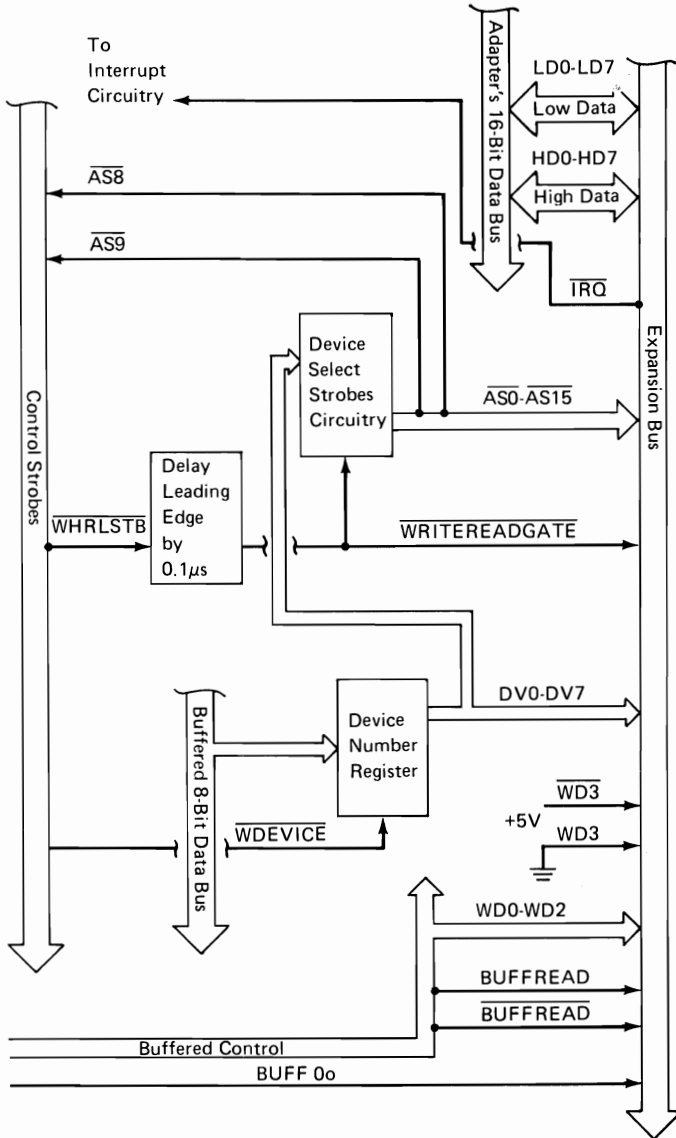 To
Interrupt
Circuitry
Adapter's 16-Bit Data Bus
LD0-LD7
Low Data
HD0-HD7
High Data
AS8
AS9
IRQ
Device
Select
Strobes
Circuitry
AS0-AS15
Expansion Bus
Control Strobes
Delay
Leading
Edge
by
0.1μs
WHRLSTB
WRITEREADGATE
Buffered 8-Bit Data Bus
Device
Number
Register
DV0-DV7
WDEVICE
WD3
+5V
WD3
WD0-WD2
BUFFREAD
BUFFREAD
Buffered Control
BUFF 0o